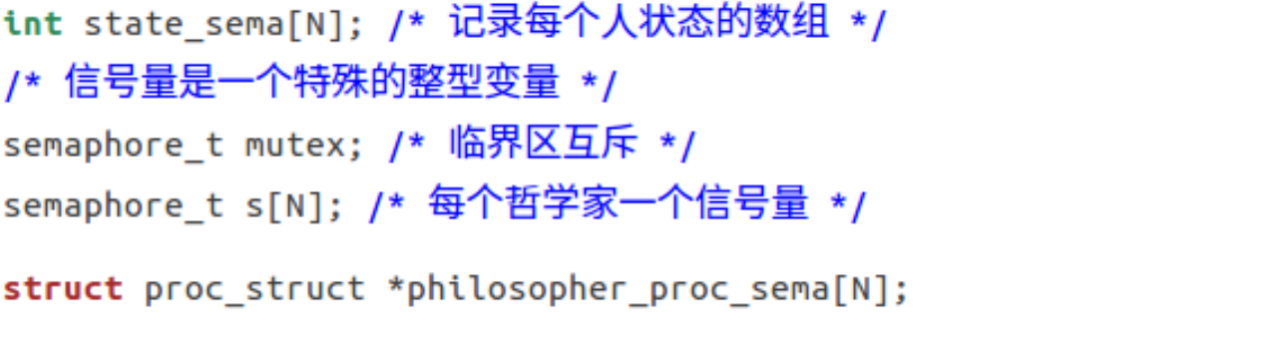 int state_sema[N]; /* 记录每个人状态的数组 */
/* 信号量是一个特殊的整型变量 */
semaphore_t mutex; /* 临界区互斥 */
semaphore_t s[N]; /* 每个哲学家一个信号量 */
struct proc_struct *philosopher_proc_sema[N];